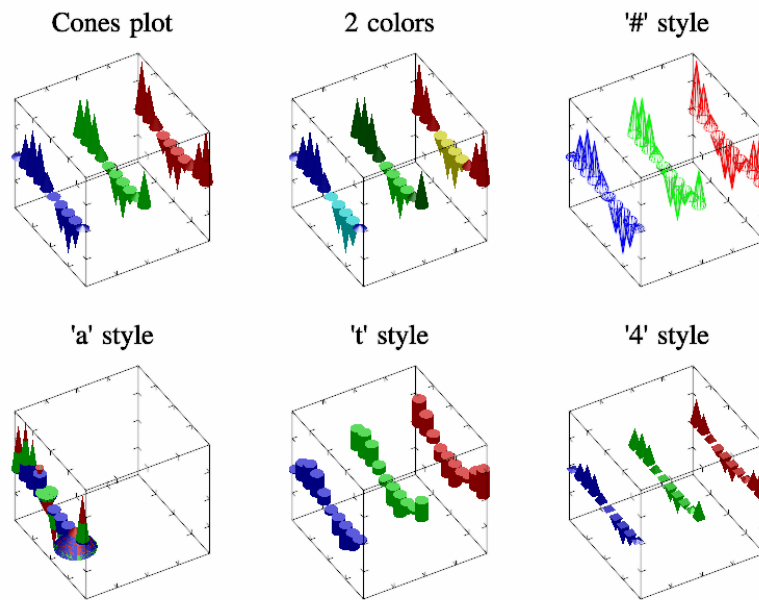 Cones plot
2 colors
'#' style
'a' style
't' style
'4' style